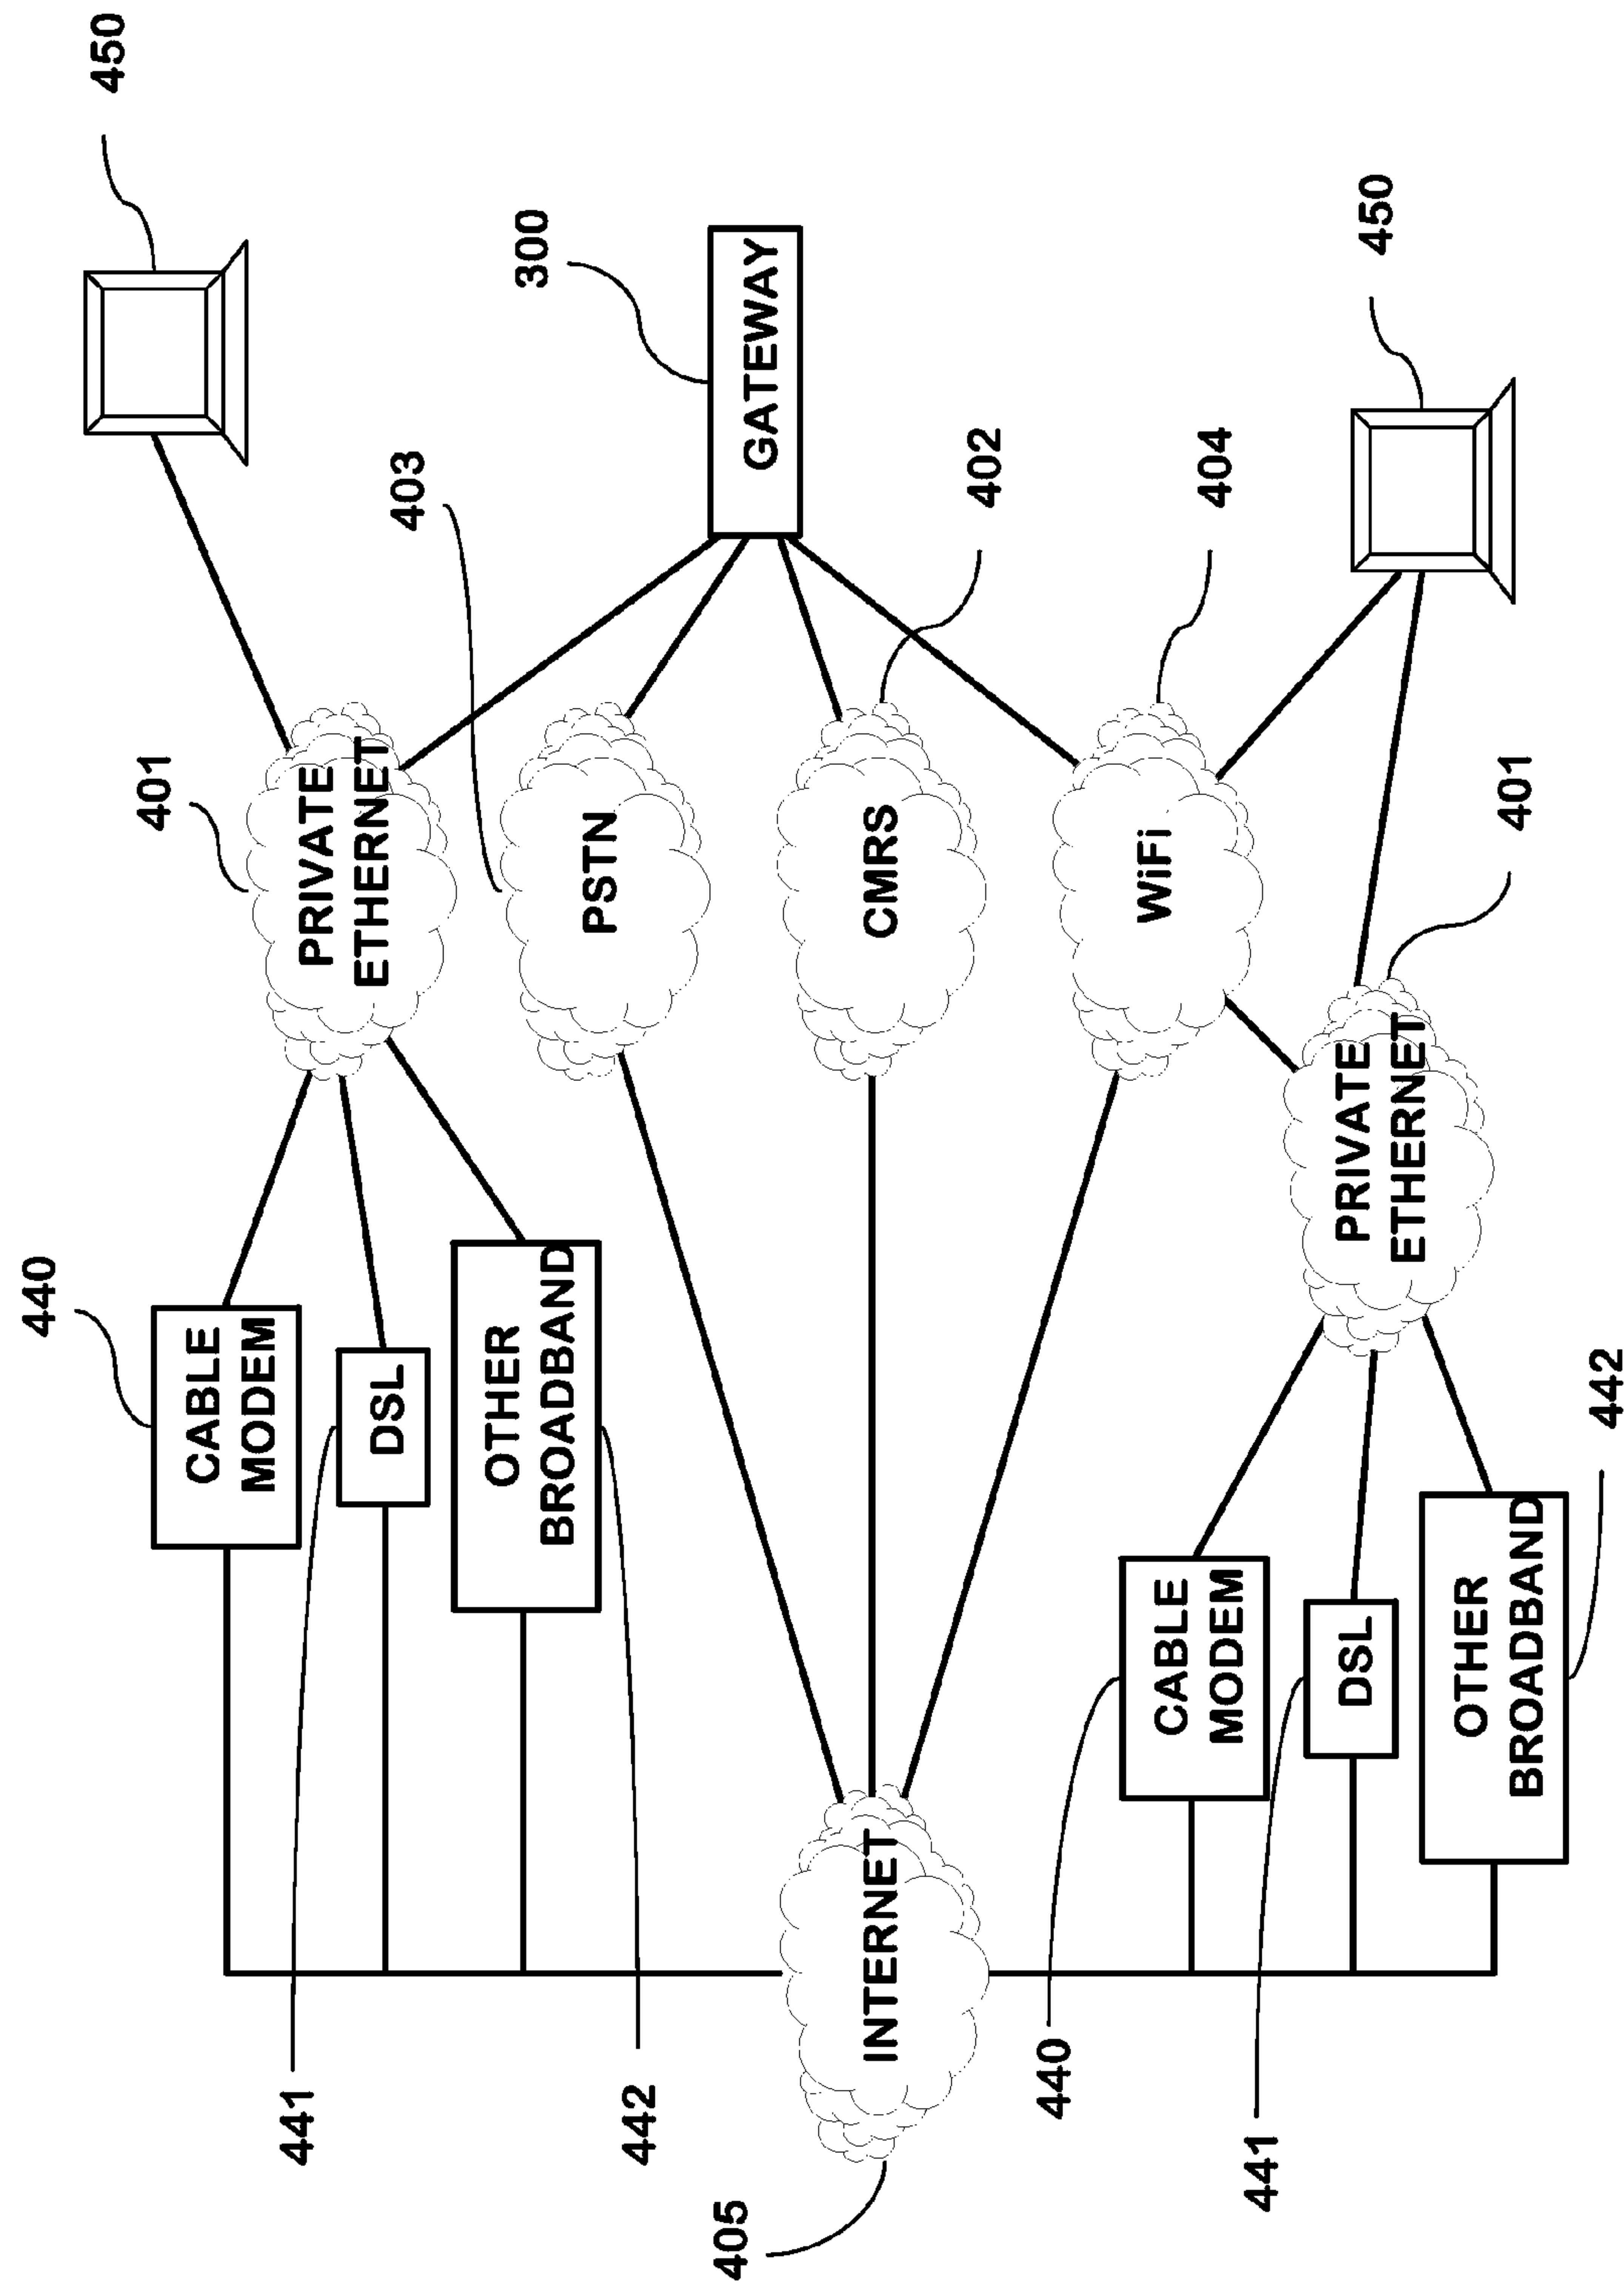 450
300
GATEWAY
403
402
404
450
401
PRIVATE
ETHERNET
PSTN
CMRS
WiFi
401
PRIVATE
ETHERNET
440
CABLE
MODEM
DSL
OTHER
BROADBAND
442
CABLE
MODEM
DSL
OTHER
BROADBAND
441
442
INTERNET
440
441
405